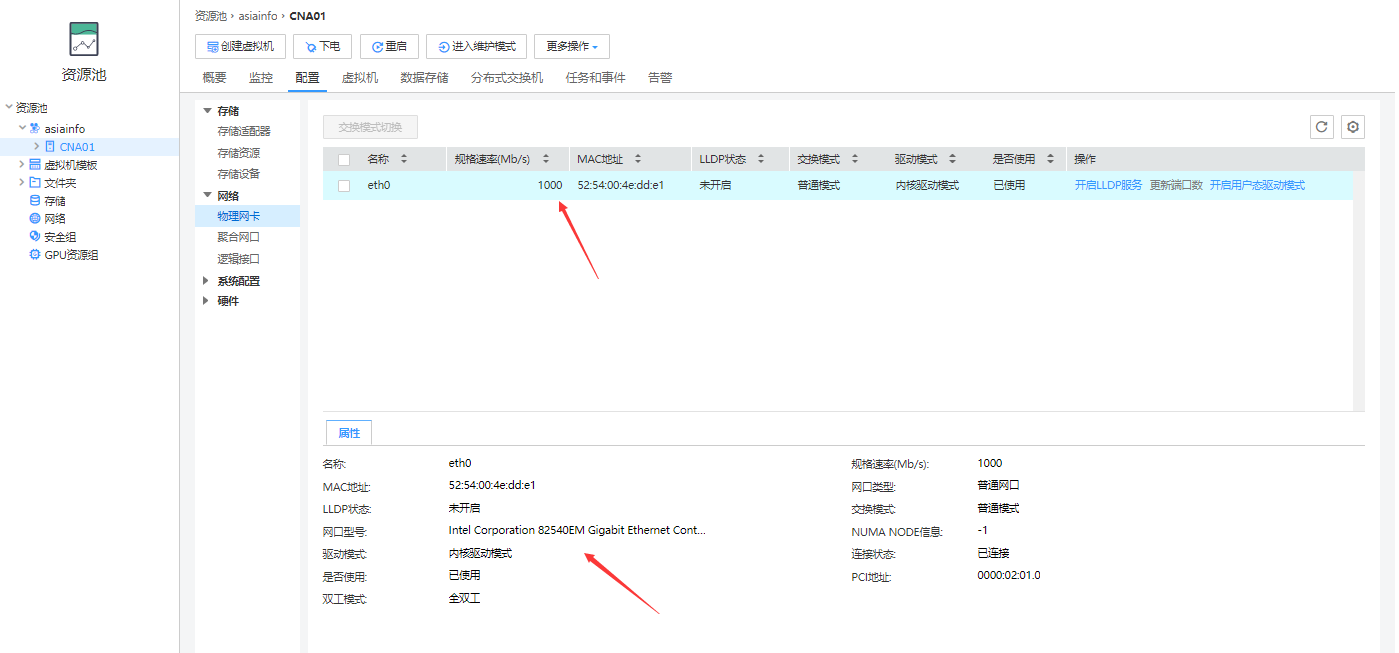 资源池 › asiainfo › CNA01
创建虚拟机 下电 重启 进入维护模式 更多操作
资源池
概要 监控 配置 虚拟机 数据存储 分布式交换机 任务和事件 告警
资源池
asiainfo
CNA01
虚拟机模板
文件夹
存储
网络
安全组
GPU资源组
存储
存储适配器
存储资源
存储设备
网络
物理网卡
聚合网口
逻辑接口
系统配置
硬件
交换模式切换
名称 规格速率(Mb/s) MAC地址 LLDP状态 交换模式 驱动模式 是否使用 操作
eth0 1000 52:54:00:4e:dd:e1 未开启 普通模式 内核驱动模式 已使用 开启LLDP服务 更新端口数 开启用户态驱动模式
属性
名称: eth0 规格速率(Mb/s): 1000
MAC地址: 52:54:00:4e:dd:e1 网口类型: 普通网口
LLDP状态: 未开启 交换模式: 普通模式
网口型号: Intel Corporation 82540EM Gigabit Ethernet Cont... NUMA NODE信息: -1
驱动模式: 内核驱动模式 连接状态: 已连接
是否使用: 已使用 PCI地址: 0000:02:01.0
双工模式: 全双工